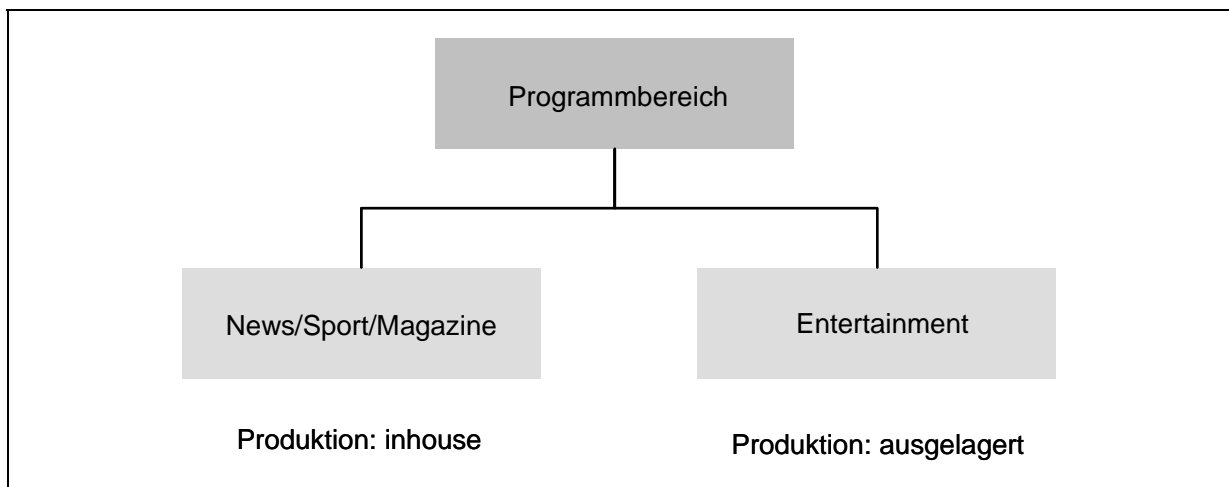 Programmbereich
News/Sport/Magazine
Entertainment
Produktion: inhouse
Produktion: ausgelagert